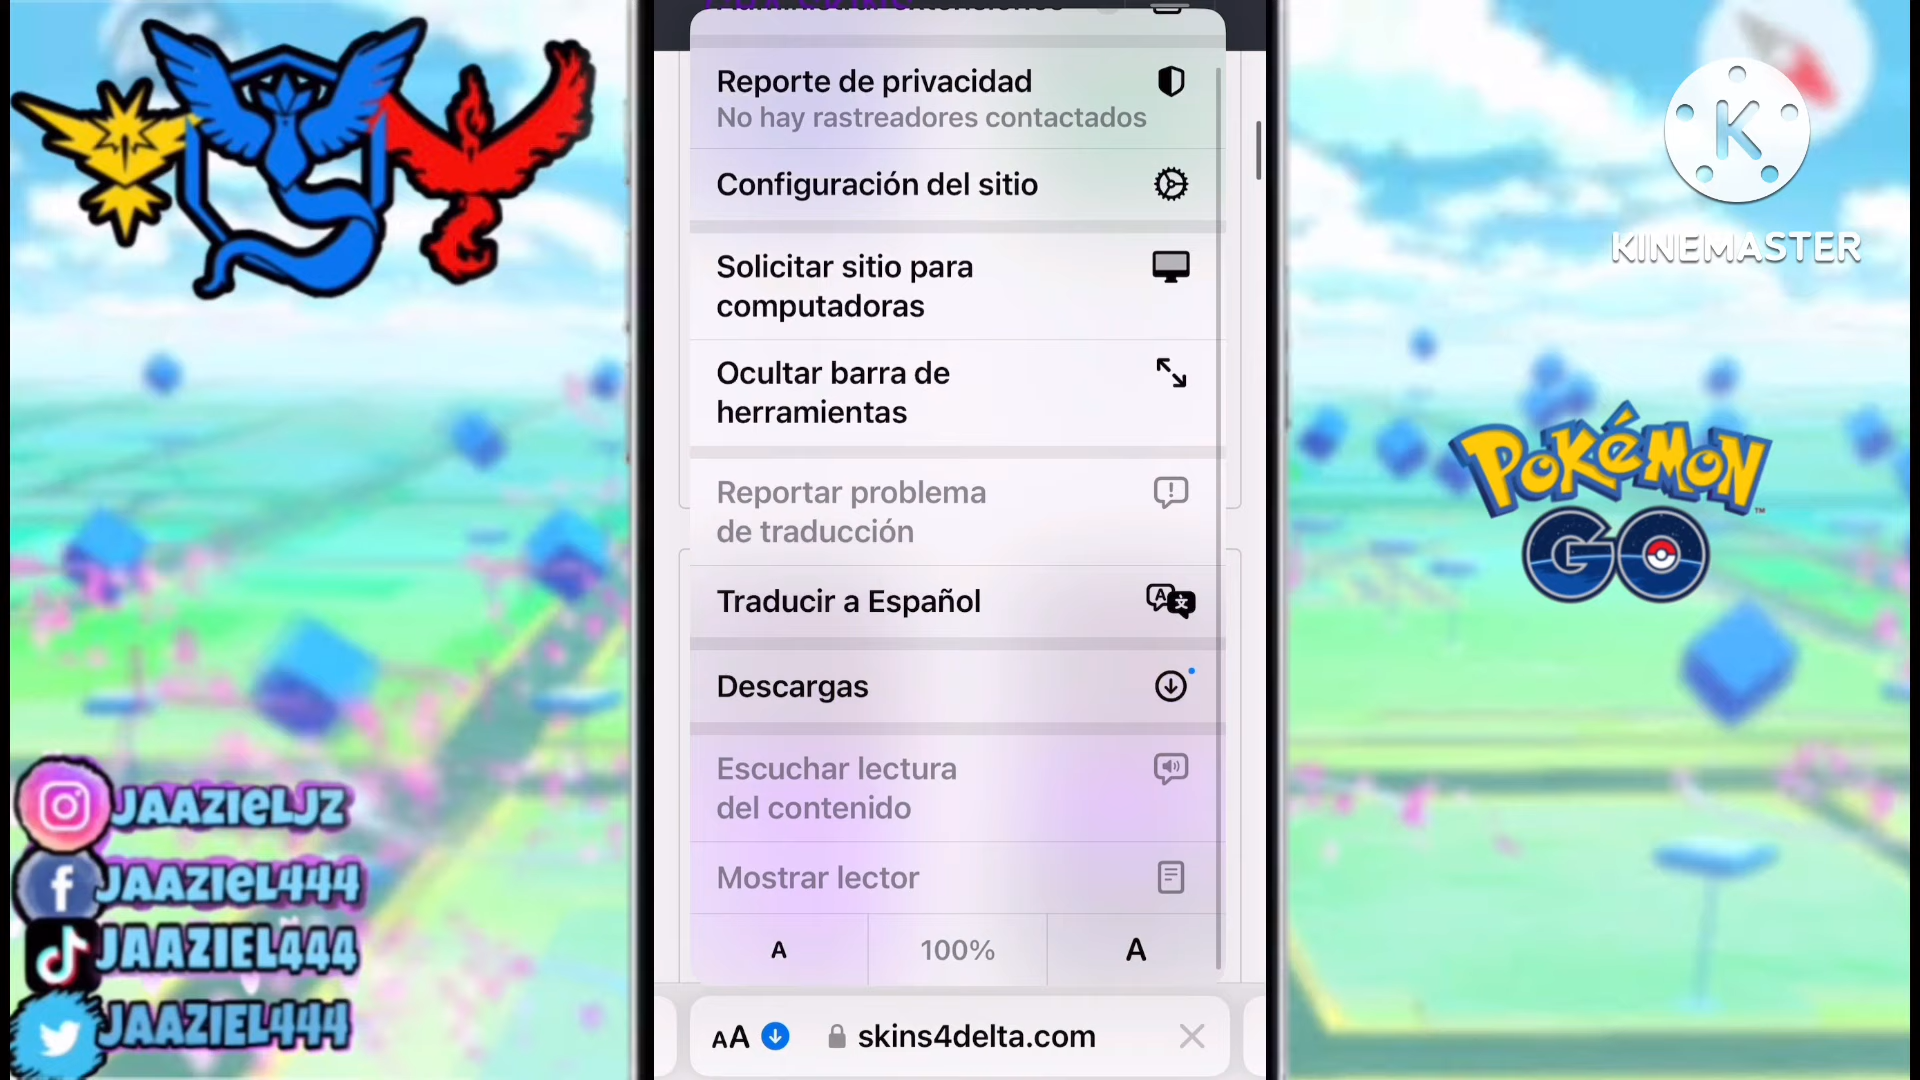 Reporte de privacidad
No hay rastreadores contactados
Configuración del sitio
Solicitar sitio para
computadoras
Ocultar barra de
herramientas
Reportar problema
de traducción
Traducir a Español
Descargas
Escuchar lectura
del contenido
Mostrar lector
A 100% A
AA skins4delta.com
K
KINEMASTER
POKéMON
TM
GO
JAAZIELJZ
f JAAZIEL444
JAAZIEL444
JAAZIEL444